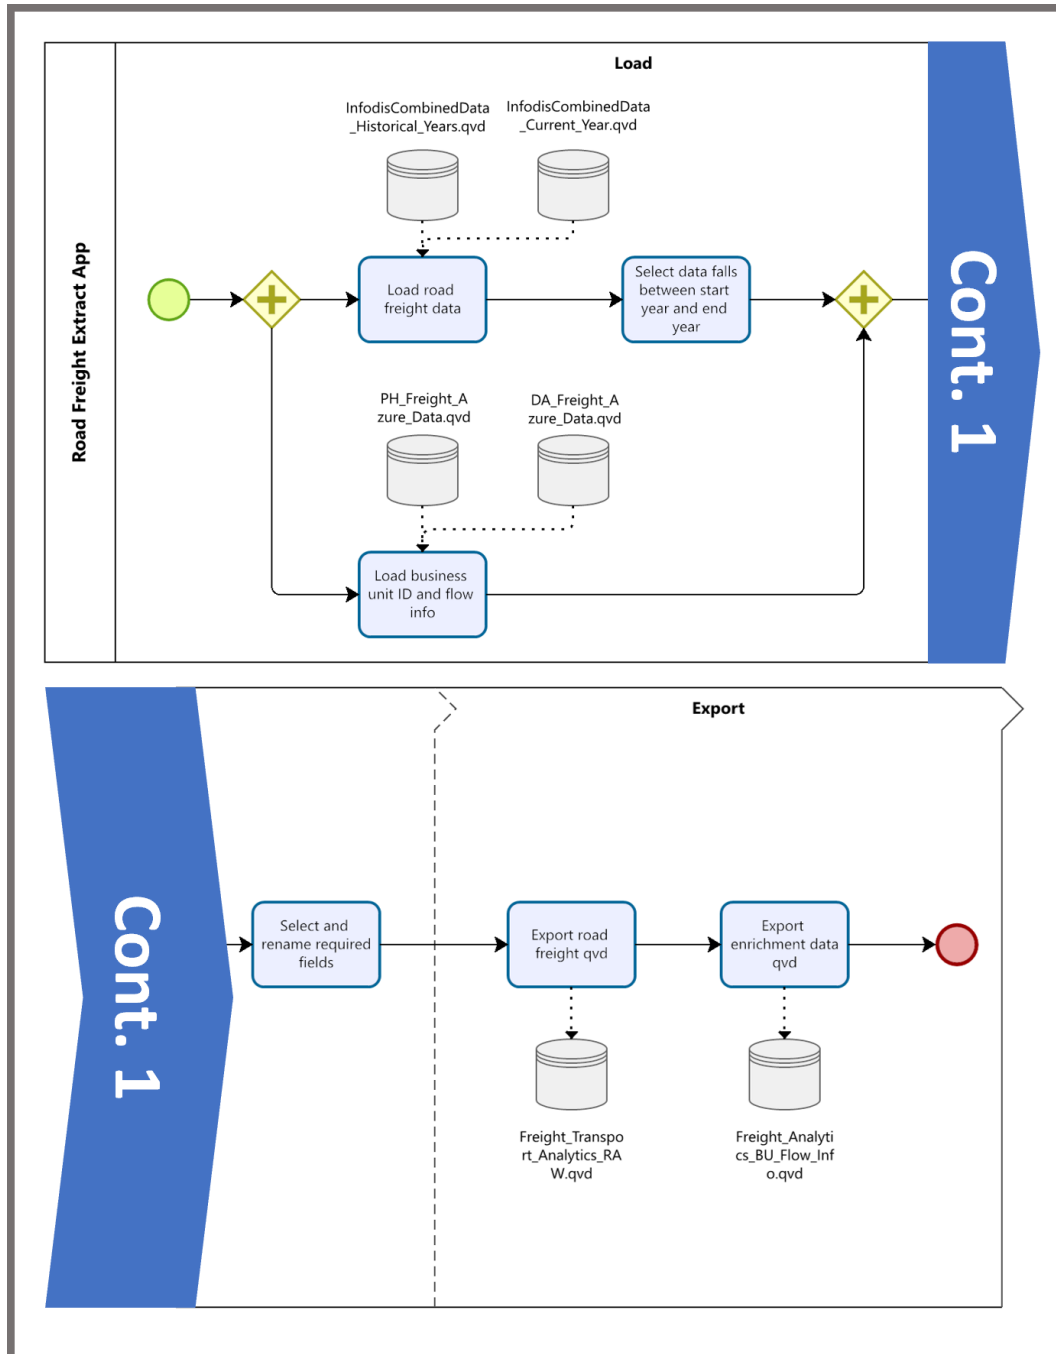 Load
Road Freight Extract App
InfodisCombinedData
_Historical_Years.qvd
InfodisCombinedData
_Current_Year.qvd
Load road
freight data
Select data falls
between start
year and end
year
Cont. 1
PH_Freight_A
zure_Data.qvd
DA_Freight_A
zure_Data.qvd
Load business
unit ID and flow
info
Cont. 1
Export
Select and
rename required
fields
Export road
freight qvd
Export
enrichment data
qvd
Freight_Transpo
rt_Analytics_RA
W.qvd
Freight_Analyti
cs_BU_Flow_Inf
o.qvd